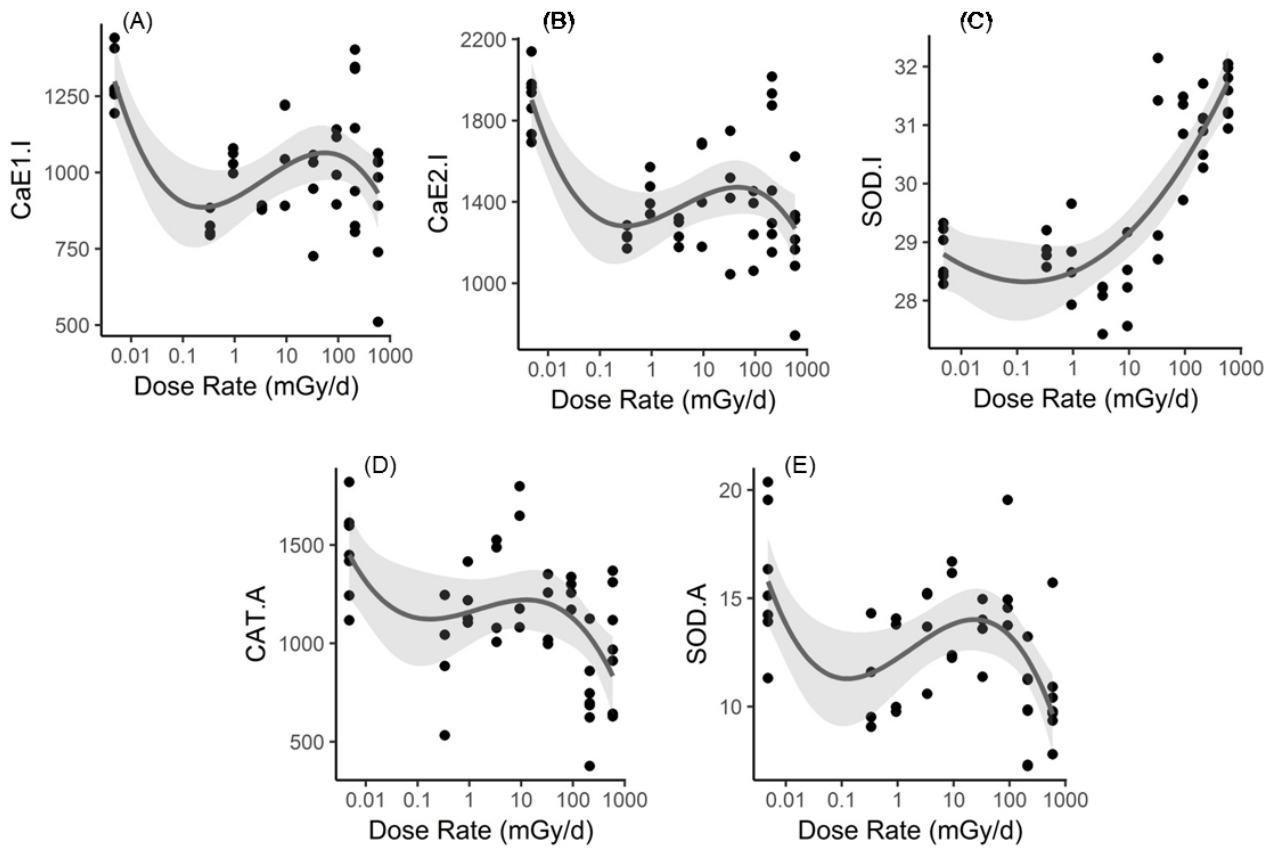 (A)
CaE1.I
1250
1000
750
500
0.01 0.1 1 10 100 1000
Dose Rate (mGy/d)
(B)
CaE2.I
2200
1800
1400
1000
0.01 0.1 1 10 100 1000
Dose Rate (mGy/d)
(C)
SOD.I
32
31
30
29
28
0.01 0.1 1 10 100 1000
Dose Rate (mGy/d)
(D)
CAT.A
1500
1000
500
0.01 0.1 1 10 100 1000
Dose Rate (mGy/d)
(E)
SOD.A
20
15
10
0.01 0.1 1 10 100 1000
Dose Rate (mGy/d)